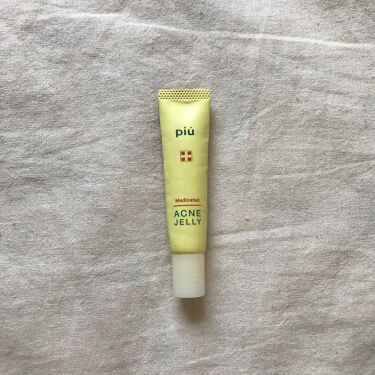 piú
Medicated
ACNE
JELLY